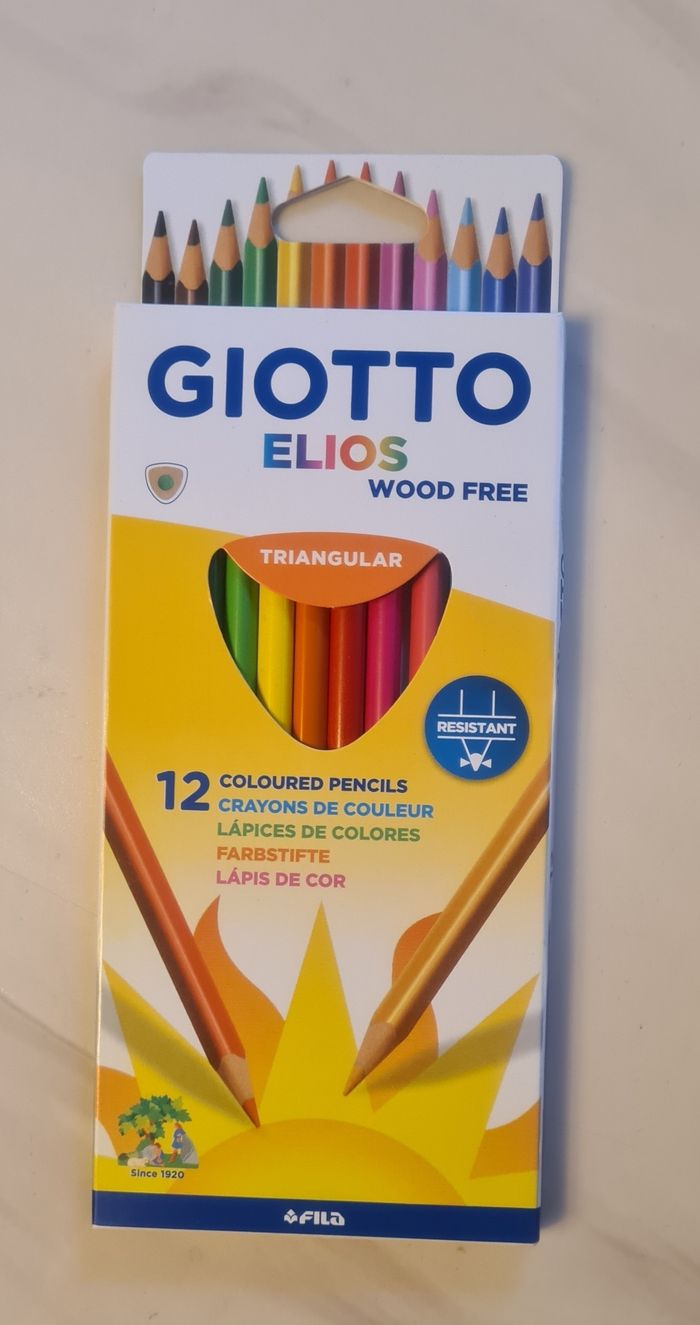 GIOTTO
ELIOS
WOOD FREE
TRIANGULAR
RESISTANT
12 COLOURED PENCILS
CRAYONS DE COULEUR
LÁPICES DE COLORES
FARBSTIFTE
LÁPIS DE COR
Since 1920
FILA